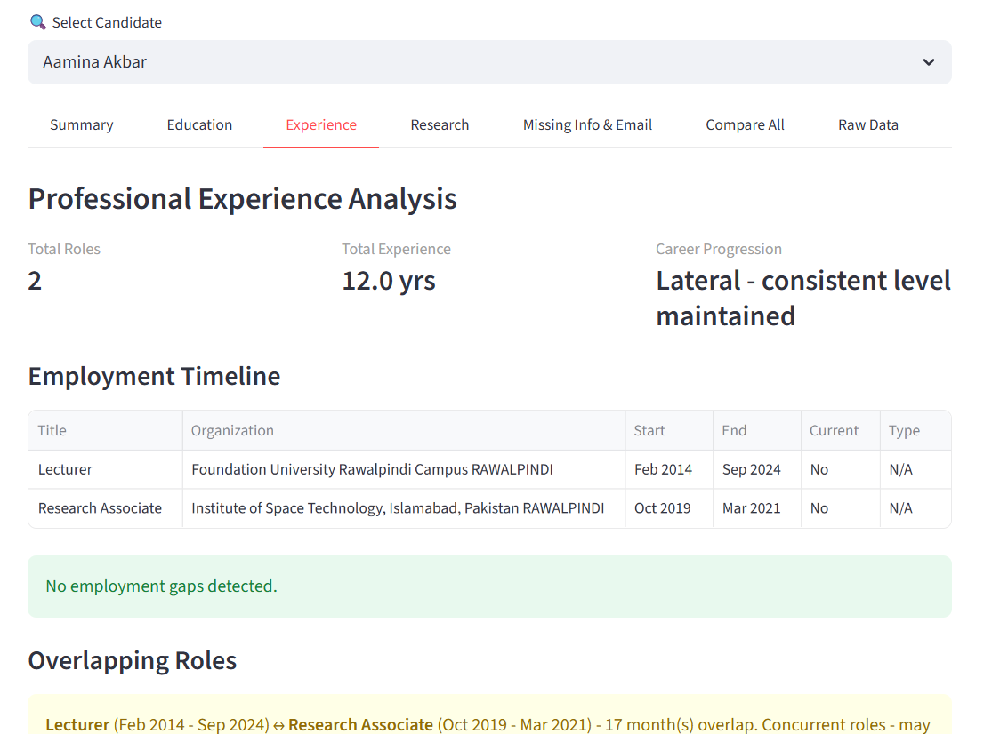 Select Candidate
Aamina Akbar
Summary Education Experience Research Missing Info & Email Compare All Raw Data
Professional Experience Analysis
Total Roles Total Experience Career Progression
2 12.0 yrs Lateral - consistent level
maintained
Employment Timeline
Title Organization Start End Current Type
Lecturer Foundation University Rawalpindi Campus RAWALPINDI Feb 2014 Sep 2024 No N/A
Research Associate Institute of Space Technology, Islamabad, Pakistan RAWALPINDI Oct 2019 Mar 2021 No N/A
No employment gaps detected.
Overlapping Roles
Lecturer (Feb 2014 - Sep 2024) ↔ Research Associate (Oct 2019 - Mar 2021) - 17 month(s) overlap. Concurrent roles - may